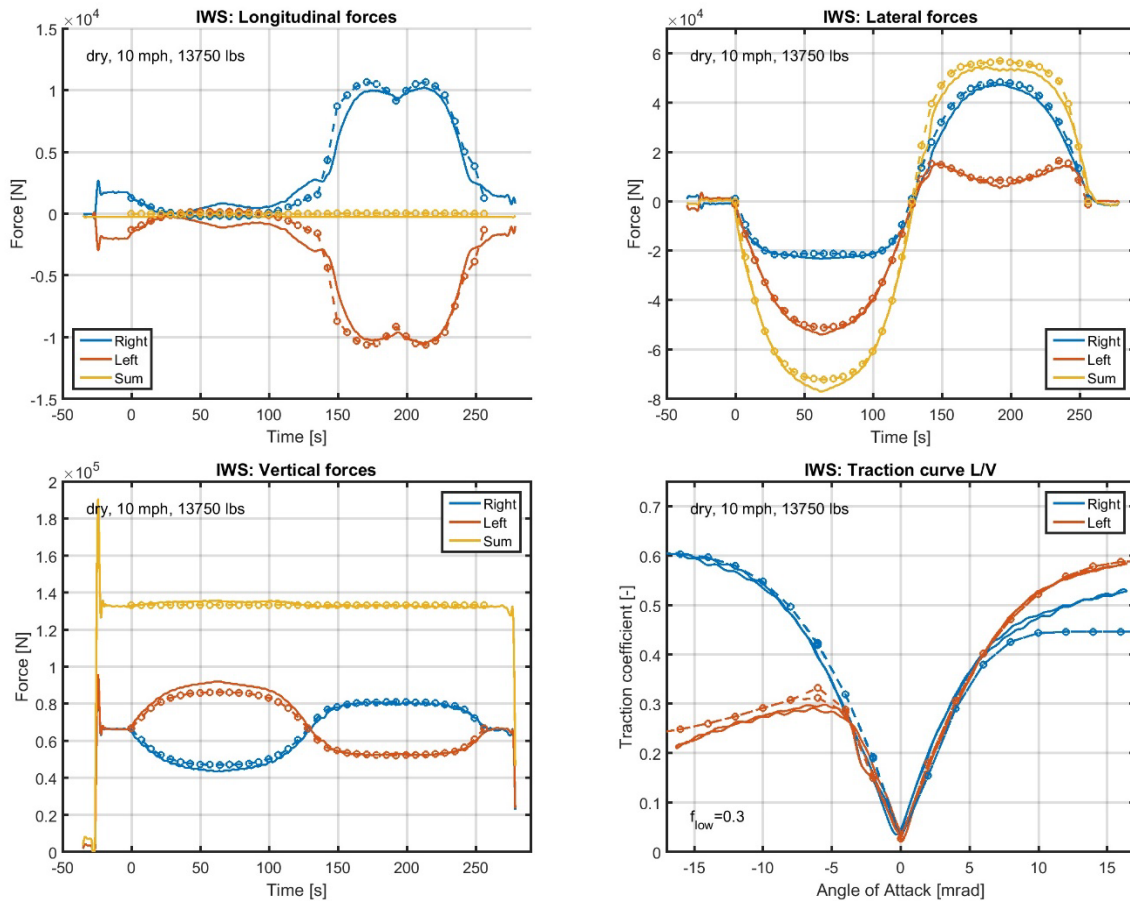 IWS: Longitudinal forces
×10⁴
dry, 10 mph, 13750 lbs
1.5
1
0.5
0
-0.5
-1
-1.5
Force [N]
Right
Left
Sum
-50 0 50 100 150 200 250
Time [s]
IWS: Lateral forces
×10⁴
dry, 10 mph, 13750 lbs
6
4
2
0
-2
-4
-6
-8
Force [N]
Right
Left
Sum
-50 0 50 100 150 200 250
Time [s]
IWS: Vertical forces
×10⁵
dry, 10 mph, 13750 lbs
2
1.8
1.6
1.4
1.2
1
0.8
0.6
0.4
0.2
0
Force [N]
Right
Left
Sum
-50 0 50 100 150 200 250
Time [s]
IWS: Traction curve L/V
dry, 10 mph, 13750 lbs
0.7
0.6
0.5
0.4
0.3
0.2
0.1
0
Traction coefficient [-]
Right
Left
f_low=0.3
-15 -10 -5 0 5 10 15
Angle of Attack [mrad]